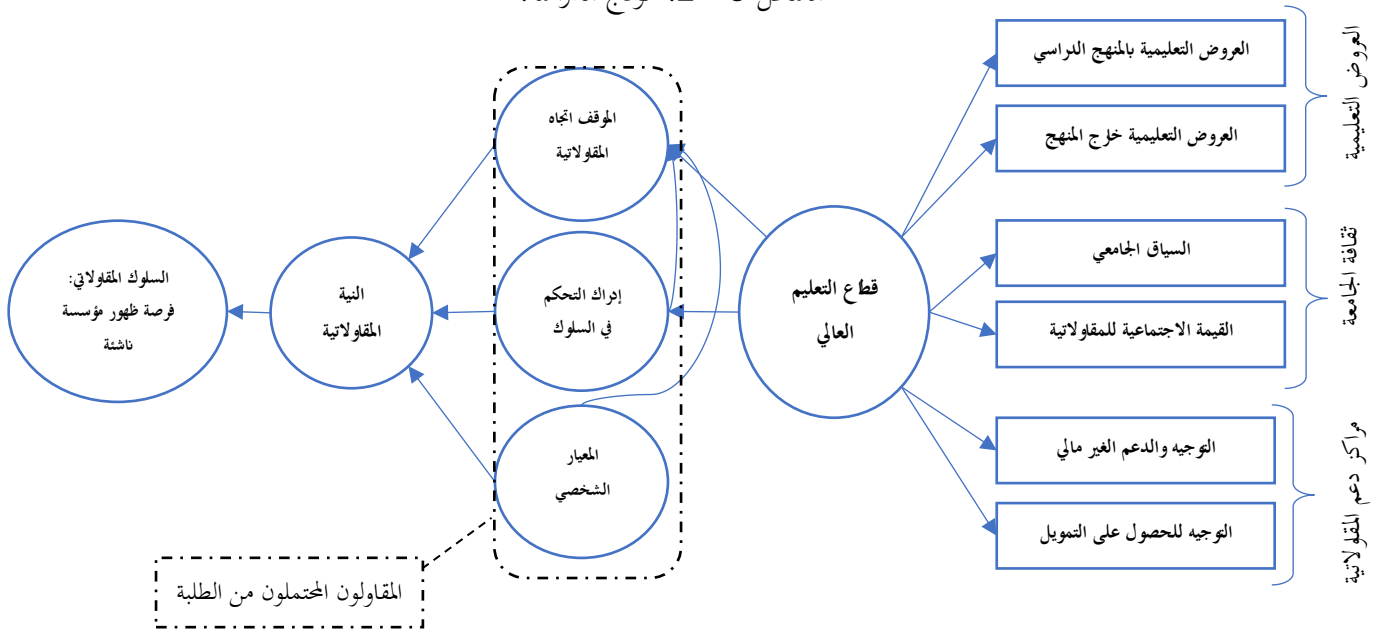 العروض التعليمية بالمنهج الدراسي
العروض التعليمية خارج المنهج
العروض التعليمية
السياق الجامعي
القيمة الاجتماعية للمقاولاتية
ثقافة الجامعة
التوجيه والدعم الغير مالي
التوجيه للحصول على التمويل
مراكز دعم المقاولاتية
قطاع التعليم
العالي
الموقف اتجاه
المقاولاتية
إدراك التحكم
في السلوك
المعيار
الشخصي
النية
المقاولاتية
السلوك المقاولاتي:
فرصة ظهور مؤسسة
ناشئة
المقاولون المحتملون من الطلبة